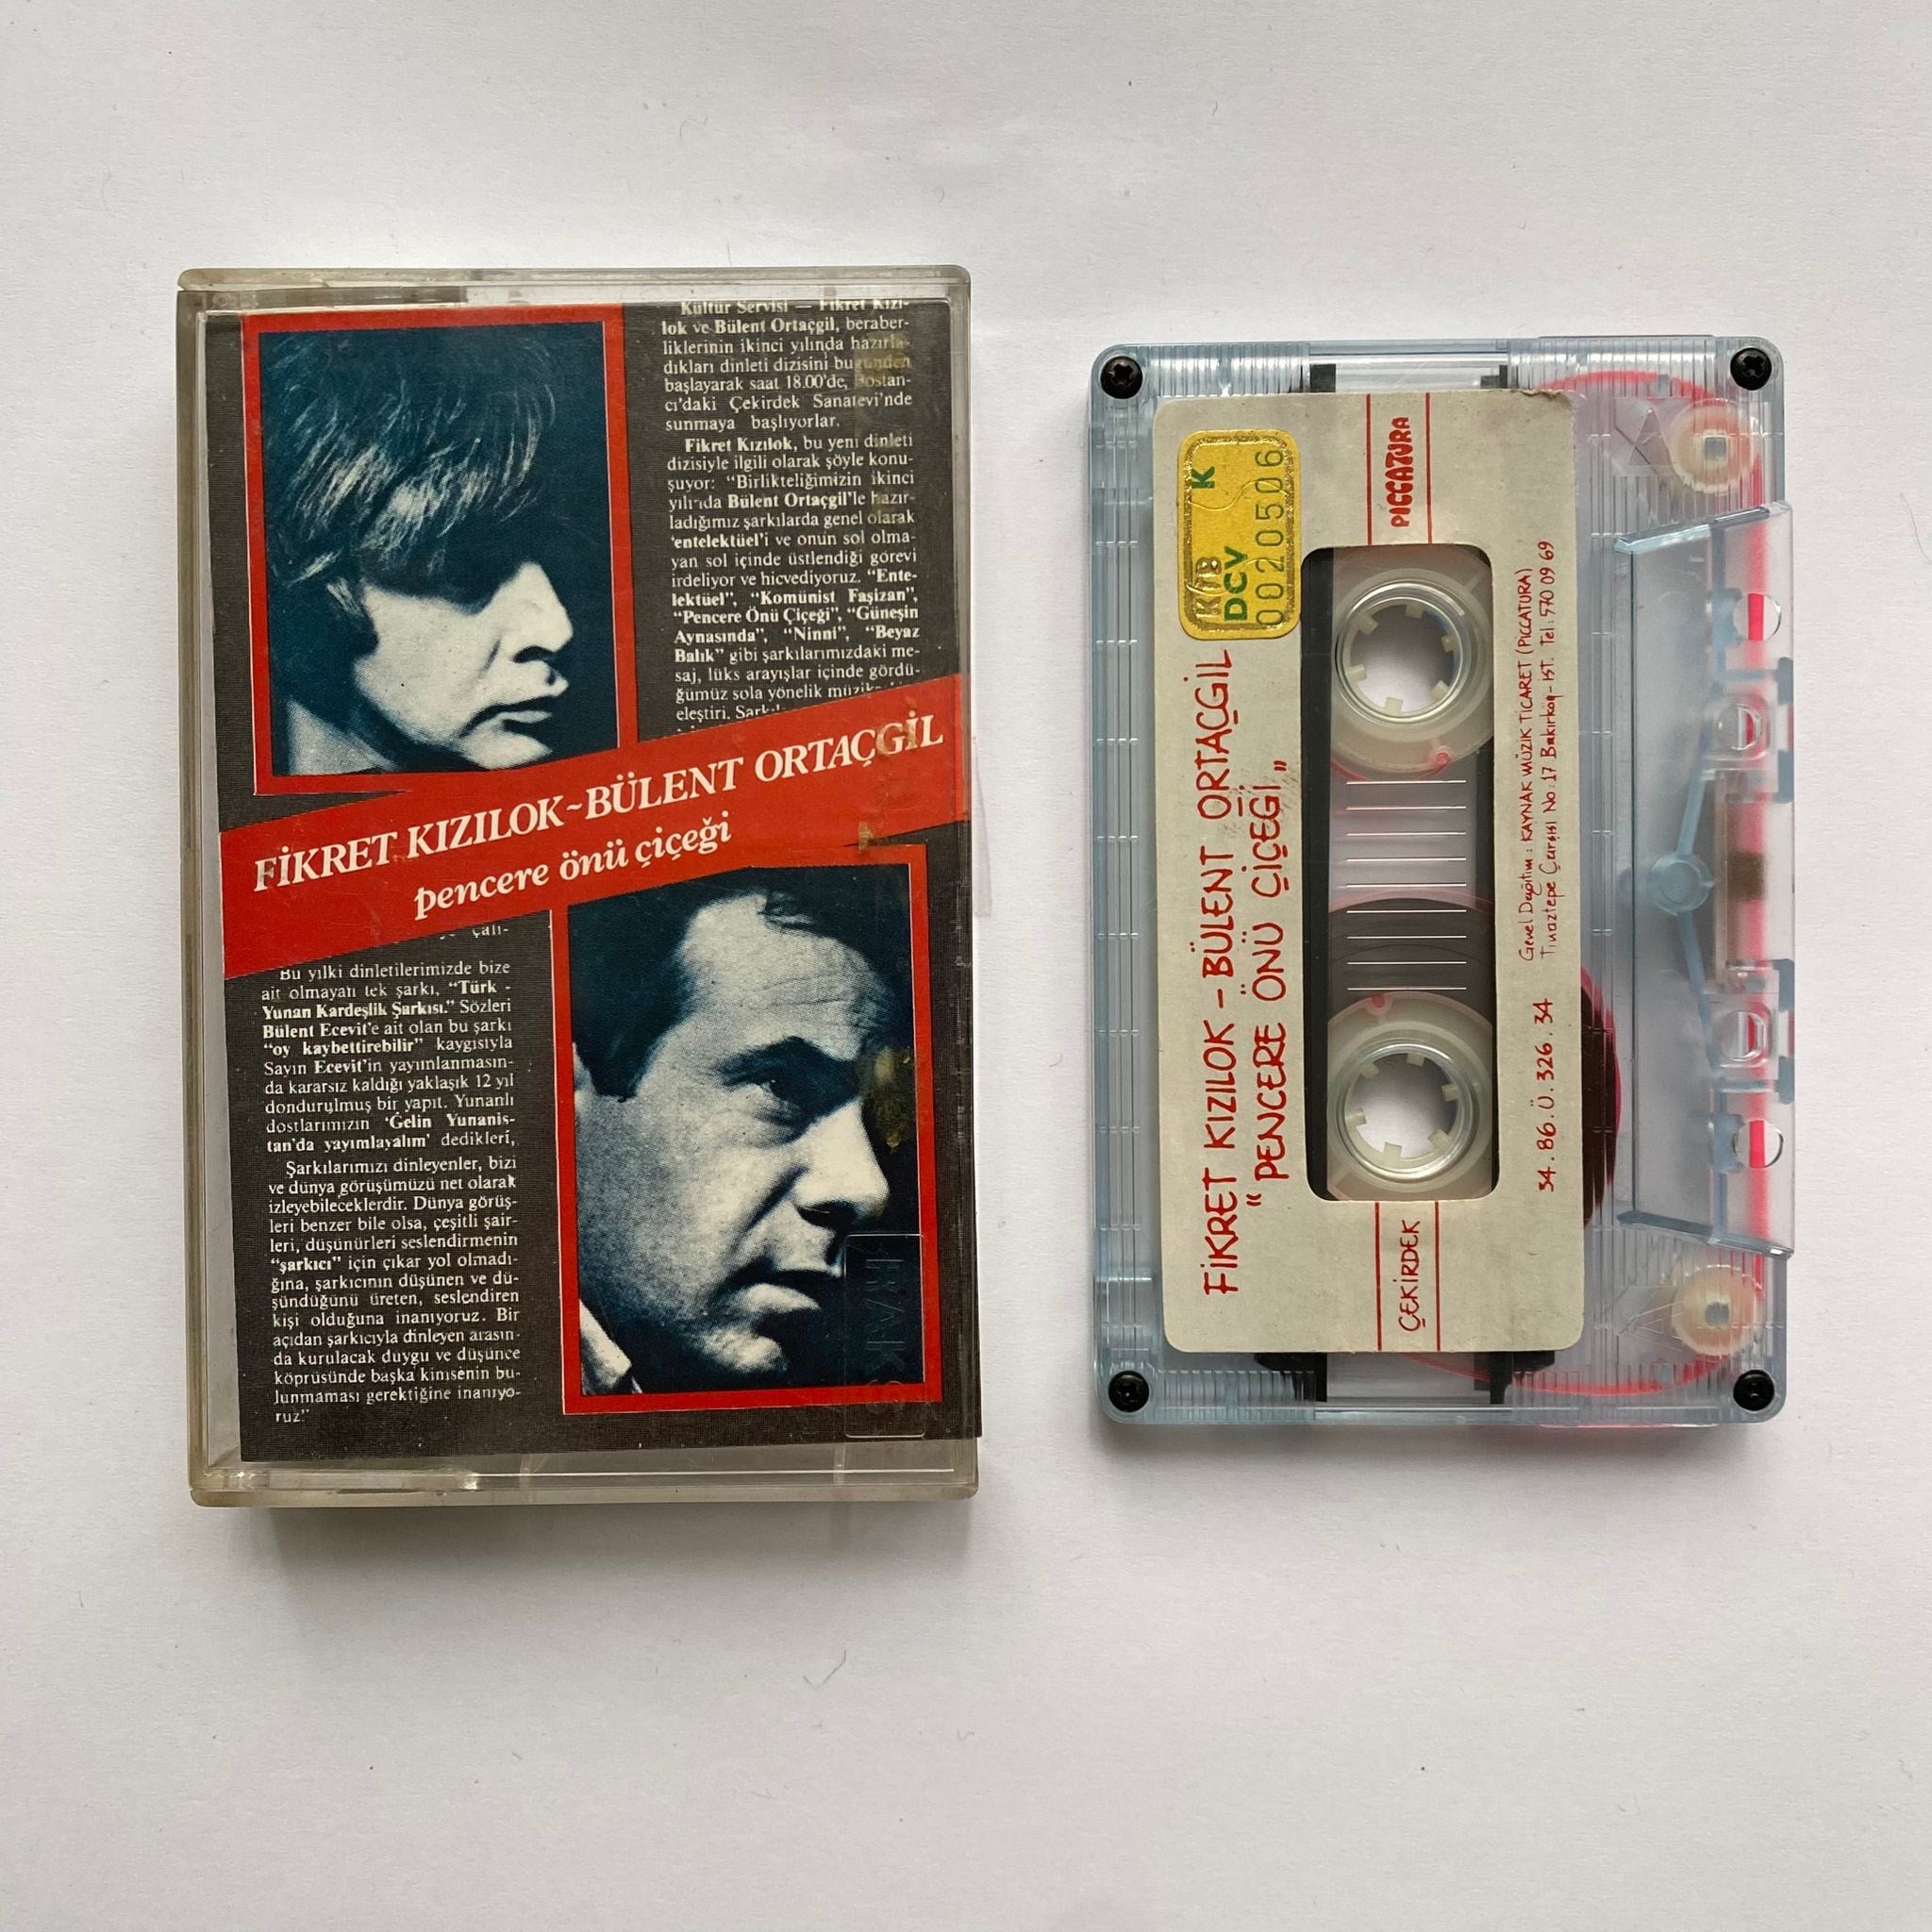 Kültür Servisi — Fikret Kızı-
lok ve Bülent Ortaçgil, beraber-
liklerinin ikinci yılında hazırla-
dıkları dinleti dizisini bugünden
başlayarak saat 18.00'de, Bostan-
cı'daki Çekirdek Sanatevi'nde
sunmaya başlıyorlar.
Fikret Kızılok, bu yeni dinleti
dizisiyle ilgili olarak şöyle konu-
şuyor: “Birlikteliğimizin ikinci
yılında Bülent Ortaçgil'le hazır-
ladığımız şarkılarda genel olarak
‘entelektüel’i ve onun sol olma-
yan sol içinde üstlendiği görevi
irdeliyor ve hicvediyoruz. “Ente-
lektüel”, “Komünist Faşizan”,
“Pencere Önü Çiçeği”, “Güneşin
Aynasında”, “Ninni”, “Beyaz
Balık” gibi şarkılarımızdaki me-
saj, lüks arayışlar içinde gördü-
ğümüz sola yönelik
eleştiri.
FİKRET KIZILOK~BÜLENT ORTAÇGİL
pencere önü çiçeği
çalı-
Bu yılki dinletilerimizde bize
ait olmayan tek şarkı, “Türk -
Yunan Kardeşlik Şarkısı.” Sözleri
Bülent Ecevit'e ait olan bu şarkı
“oy kaybettirebilir” kaygısıyla
Sayın Ecevit'in yayınlanmasın-
da kararsız kaldığı yaklaşık 12 yıl
dondurulmuş bir yapıt. Yunanlı
dostlarımızın ‘Gelin Yunanis-
tan'da yayımlayalım’ dedikleri,
Şarkılarımızı dinleyenler, bizi
ve dünya görüşümüzü net olarak
izleyebileceklerdir. Dünya görüş-
leri benzer bile olsa, çeşitli şair-
leri, düşünürleri seslendirmenin
“şarkıcı” için çıkar yol olmadı-
ğına, şarkıcının düşünen ve dü-
şündüğünü üreten, seslendiren
kişi olduğuna inanıyoruz. Bir
açıdan şarkıcıyla dinleyen arasın-
da kurulacak duygu ve düşünce
köprüsünde başka kimsenin bu-
lunmaması gerektiğine inanıyo-
ruz.”
RAKS
KTB K
DCV
0020506
FİKRET KIZILOK - BÜLENT ORTAÇGİL
“PENCERE ÖNÜ ÇİÇEĞİ„
ÇEKİRDEK
PICCATURA
34.86.Ü.326.34
Genel Dağıtım: KAYNAK MÜZİK TİCARET (PICCATURA)
Tınaztepe Çarşısı No:17 Bakırköy-İST. Tel: 570 09 69